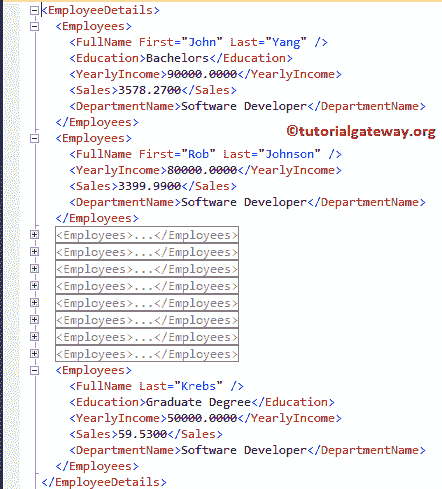 <EmployeeDetails>
<Employees>
<FullName First="John" Last="Yang" />
<Education>Bachelors</Education>
<YearlyIncome>90000.0000</YearlyIncome>
<Sales>3578.2700</Sales>
<DepartmentName>Software Developer</DepartmentName>
</Employees>
©tutorialgateway.org
<Employees>
<FullName First="Rob" Last="Johnson" />
<YearlyIncome>80000.0000</YearlyIncome>
<Sales>3399.9900</Sales>
<DepartmentName>Software Developer</DepartmentName>
</Employees>
<Employees>...</Employees>
<Employees>...</Employees>
<Employees>...</Employees>
<Employees>...</Employees>
<Employees>...</Employees>
<Employees>...</Employees>
<Employees>...</Employees>
<Employees>...</Employees>
<Employees>
<FullName Last="Krebs" />
<Education>Graduate Degree</Education>
<YearlyIncome>50000.0000</YearlyIncome>
<Sales>59.5300</Sales>
<DepartmentName>Software Developer</DepartmentName>
</Employees>
</EmployeeDetails>